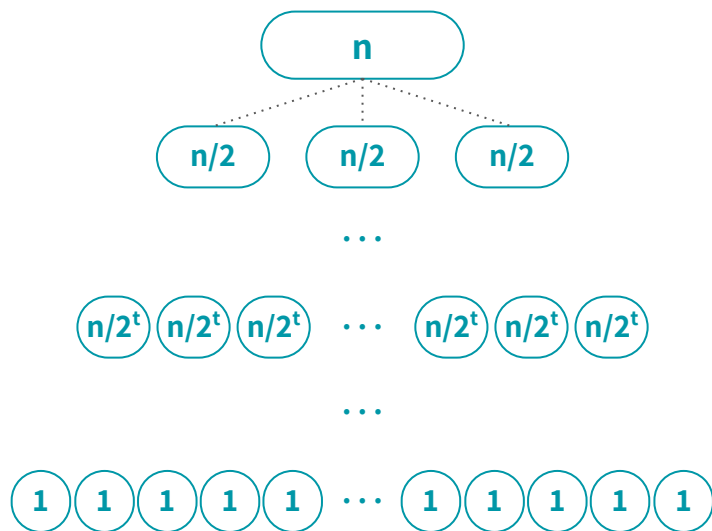 n
n/2 n/2 n/2
...
n/2ᵗ n/2ᵗ n/2ᵗ ... n/2ᵗ n/2ᵗ n/2ᵗ
...
1 1 1 1 1 ... 1 1 1 1 1